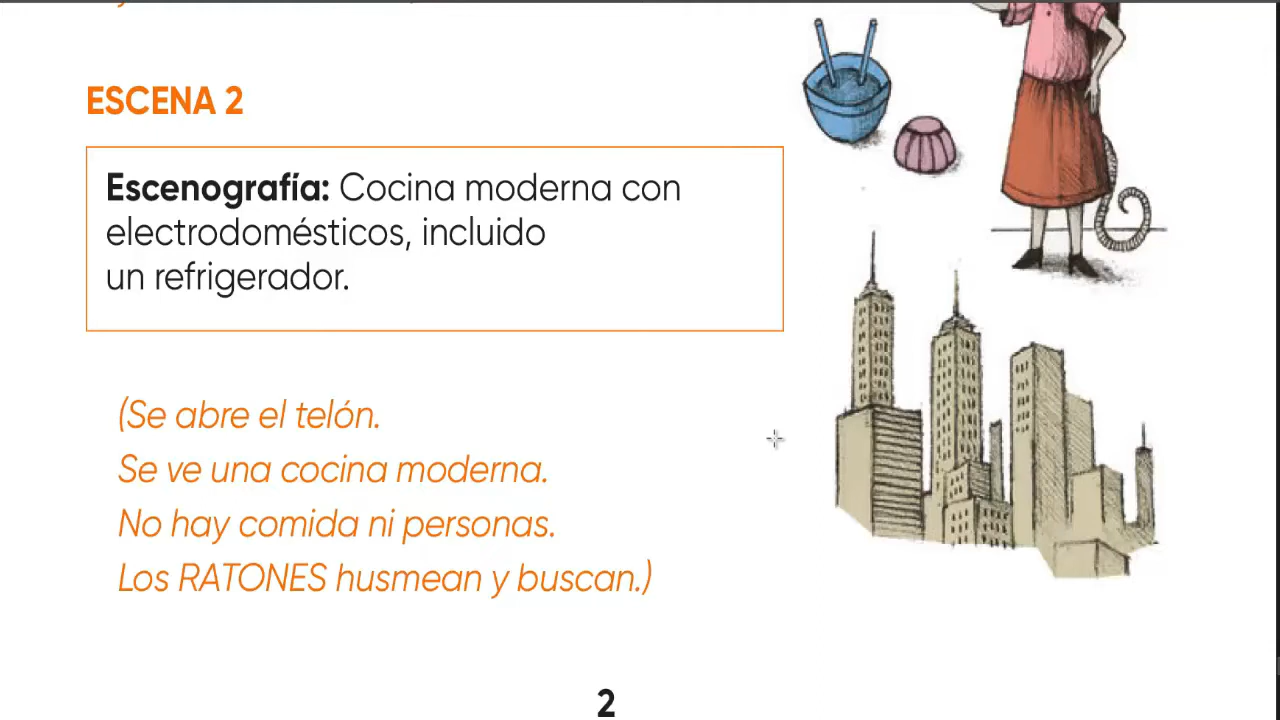 ESCENA 2
Escenografía: Cocina moderna con
electrodomésticos, incluido
un refrigerador.
(Se abre el telón.
Se ve una cocina moderna.
No hay comida ni personas.
Los RATONES husmean y buscan.)
2